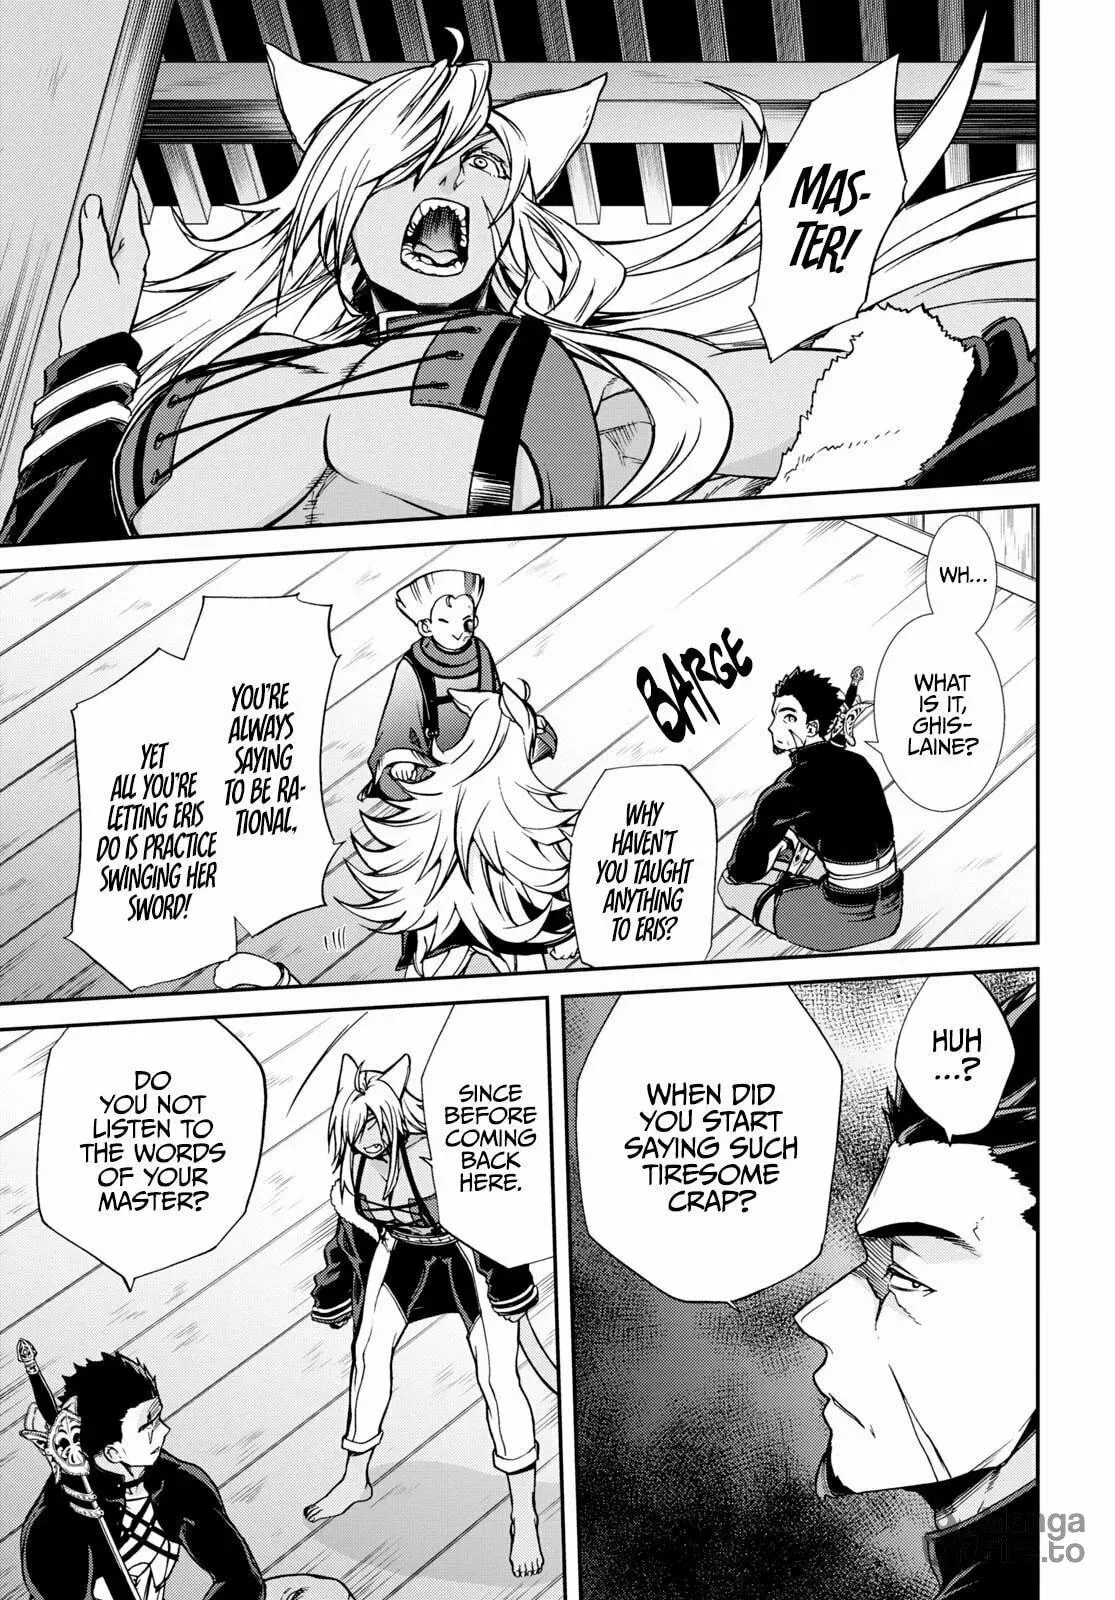 MAS-
TER!
WH...
WHAT
IS IT,
GHIS-
LAINE?
BARGE
WHY
HAVEN'T
YOU TAUGHT
ANYTHING
TO ERIS?
YOU'RE
ALWAYS
SAYING
TO BE RA-
TIONAL,
YET
ALL YOU'RE
LETTING ERIS
DO IS PRACTICE
SWINGING HER
SWORD!
HUH
...?
WHEN DID
YOU START
SAYING SUCH
TIRESOME
CRAP?
SINCE
BEFORE
COMING
BACK
HERE.
DO
YOU NOT
LISTEN TO
THE WORDS
OF YOUR
MASTER?
manga
Fire.to